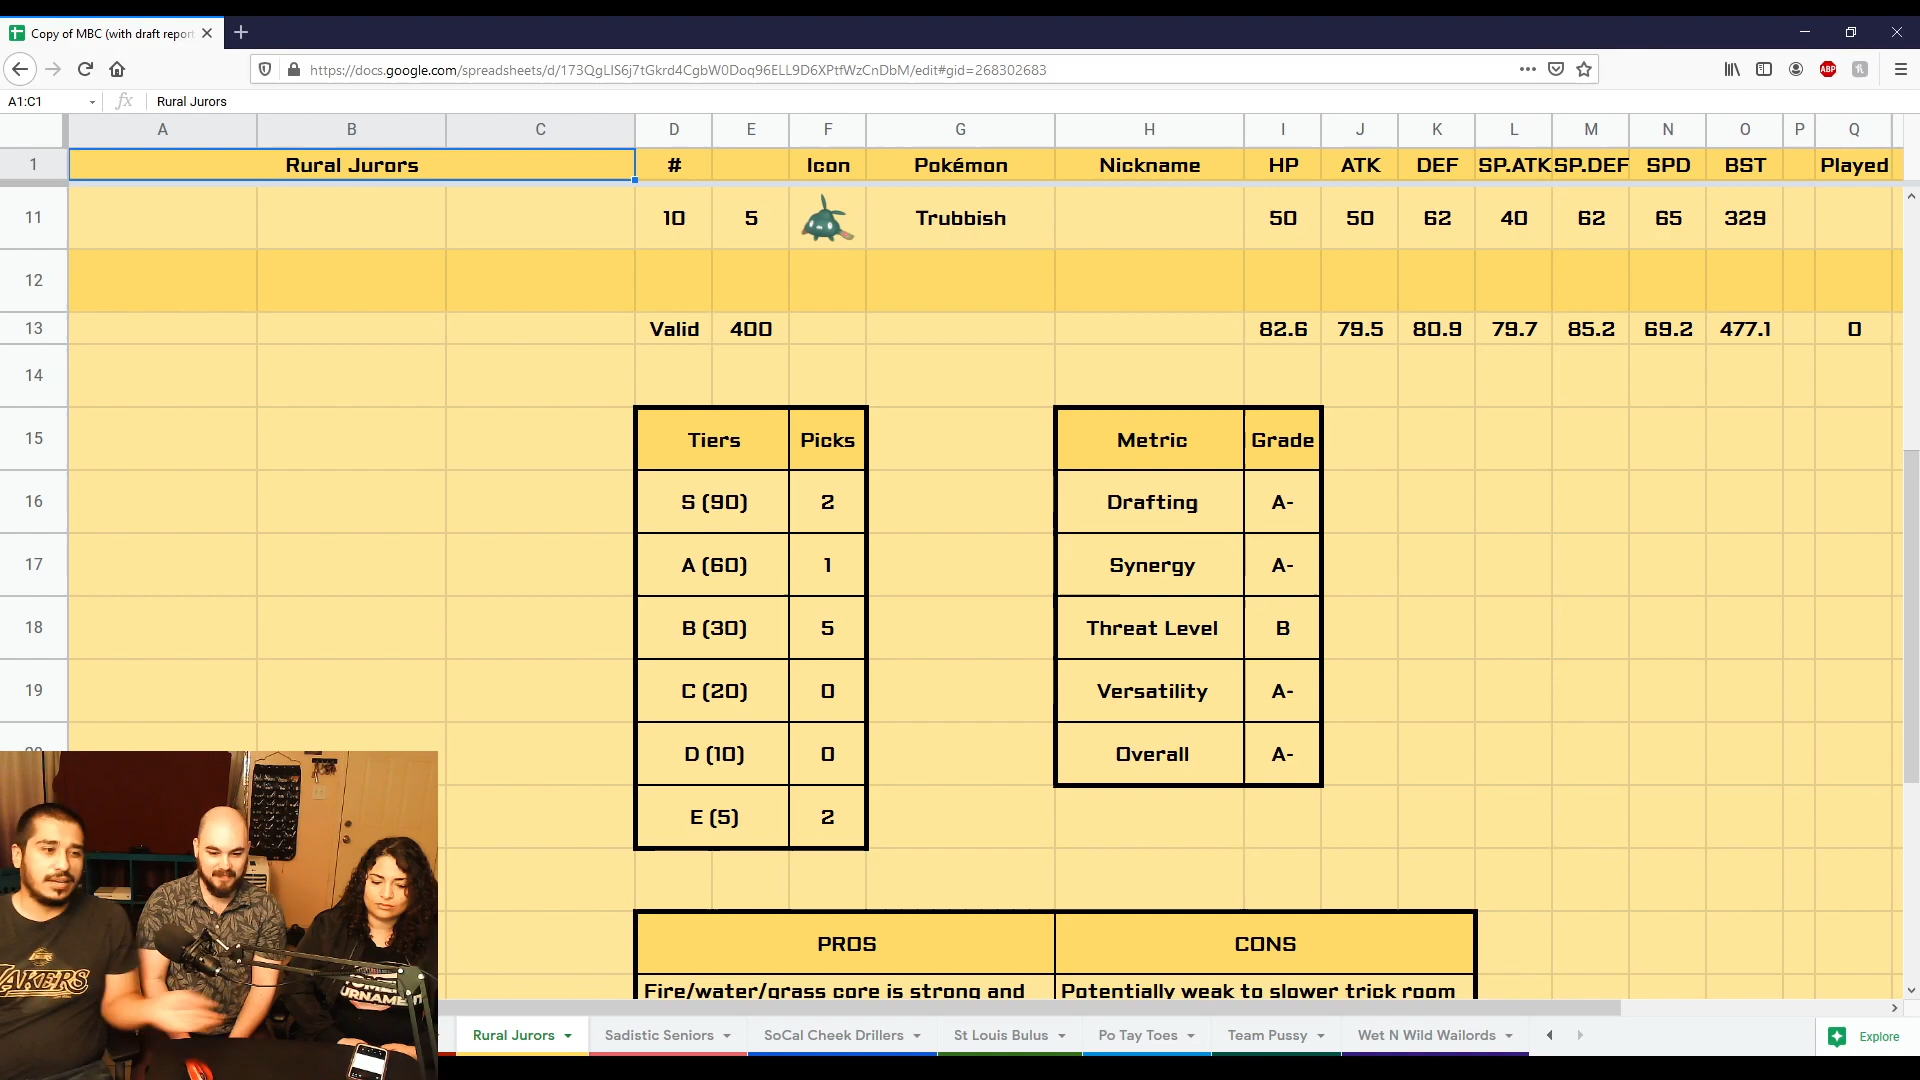 Copy of MBC (with draft report
https://docs.google.com/spreadsheets/d/173QgLIS6j7tGkrd4CgbW0Doq96ELL9D6XPtfWzCnDbM/edit#gid=268302683
ABP
A1:C1 fx Rural Jurors
A B C D E F G H I J K L M N O P Q
1 Rural Jurors # Icon Pokémon Nickname HP ATK DEF SP.ATK SP.DEF SPD BST Played
11 10 5 Trubbish 50 50 62 40 62 65 329
12
13 Valid 400 82.6 79.5 80.9 79.7 85.2 69.2 477.1 0
14
15 Tiers Picks Metric Grade
16 S (90) 2 Drafting A-
17 A (60) 1 Synergy A-
18 B (30) 5 Threat Level B
19 C (20) 0 Versatility A-
D (10) 0 Overall A-
E (5) 2
PROS CONS
Fire/water/grass core is strong and Potentially weak to slower trick room
LAKERS
Rural Jurors Sadistic Seniors SoCal Cheek Drillers St Louis Bulus Po Tay Toes Team Pussy Wet N Wild Wailords Explore